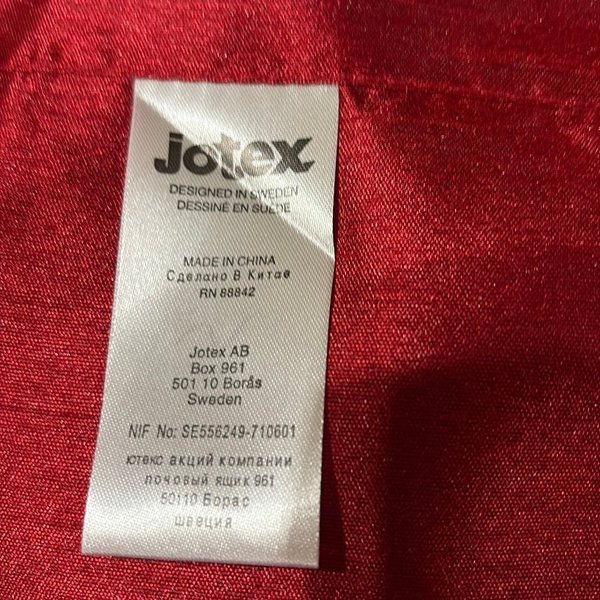 jotex
DESIGNED IN SWEDEN
DESSINÉ EN SUÈDE
MADE IN CHINA
Сделано В Китае
RN 88842
Jotex AB
Box 961
501 10 Borås
Sweden
NIF No: SE556249-710601
ютекс акций компании
почовый ящик 961
50110 Борас
швеция